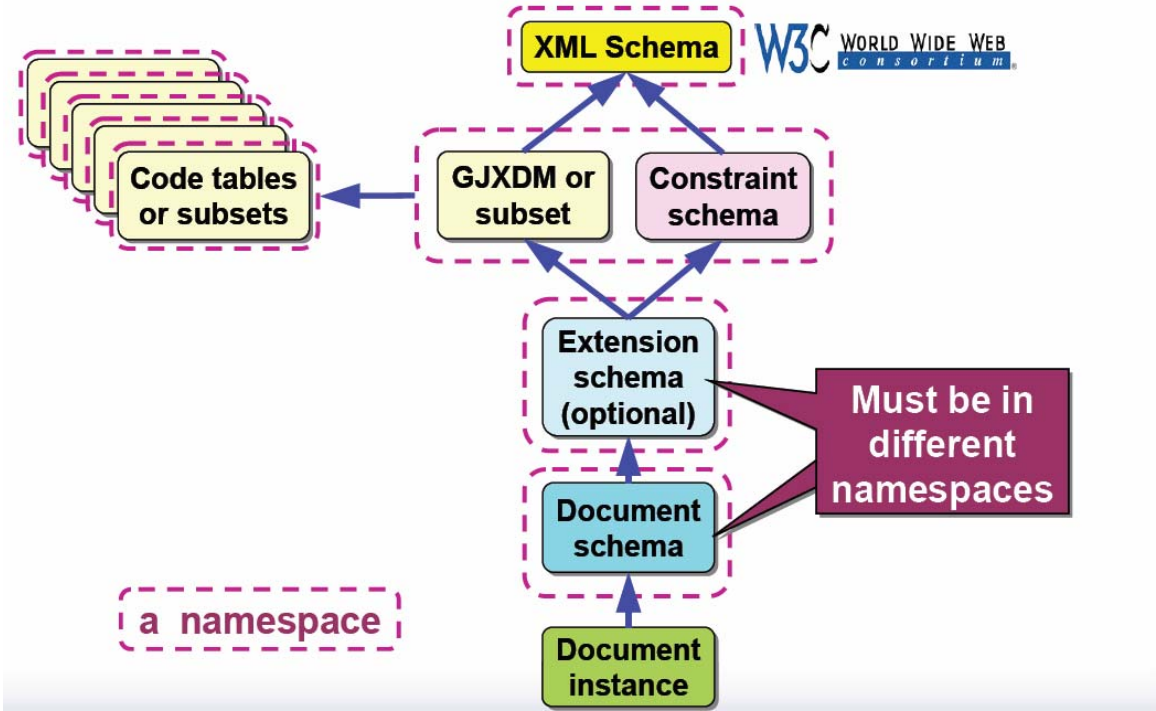 XML Schema
W3C WORLD WIDE WEB
consortium®
Code tables
or subsets
GJXDM or
subset
Constraint
schema
Extension
schema
(optional)
Must be in
different
namespaces
Document
schema
a namespace
Document
instance